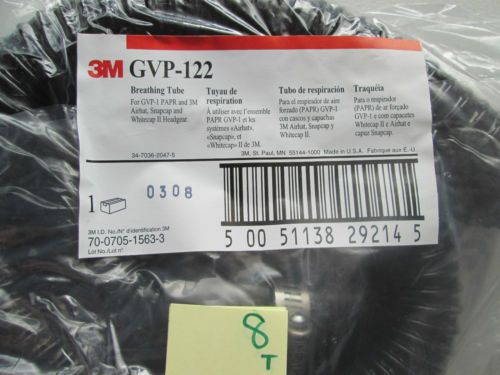 3M GVP-122
Breathing Tube
For GVP-1 PAPR and 3M
Airhat, Snapcap and
Whitecap II Headgear.
Tuyau de
respiration
À utiliser avec l'ensemble
PAPR GVP-1 et les
systèmes «Airhat»,
«Snapcap», et
«Whitecap» II de 3M.
Tubo de respiración
Para el respirador de aire
forzado (PAPR) GVP-1
con cascos y capuchas
3M Airhat, Snapcap y
Whitecap II.
Traquéia
Para o respirador
(PAPR) de ar forçado
GVP-1 e com capacetes
Whitecap II e Airhat e
capuz Snapcap.
34-7036-2047-5
3M, St. Paul, MN 55144-1000 Made in U.S.A. Fabrique aux E.-U.
1
0308
3M I.D. No./N° d'identification 3M
70-0705-1563-3
Lot No./Lot n°
5 00 51138 29214 5
8
T